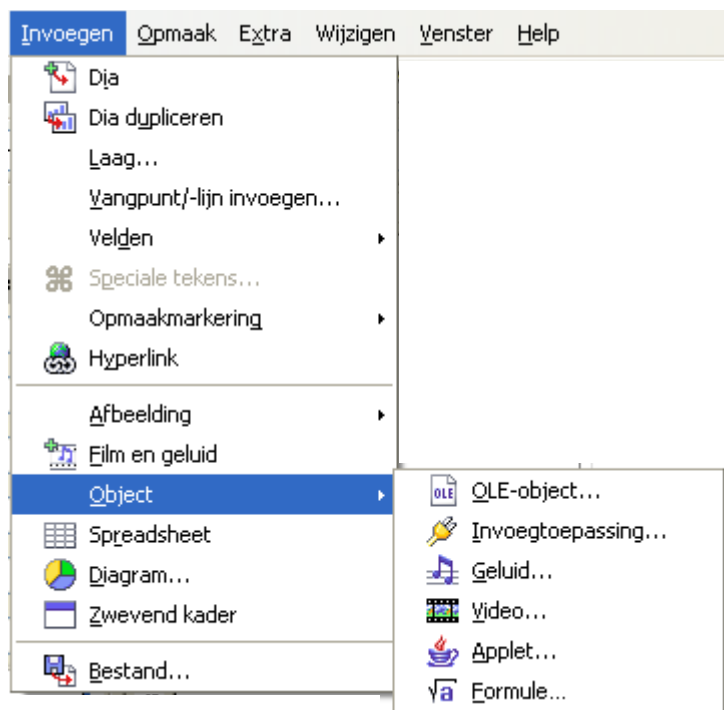 Invoegen Opmaak Extra Wijzigen Venster Help
Dia
Dia dupliceren
Laag...
Vangpunt/-lijn invoegen...
Velden
Speciale tekens...
Opmaakmarkering
Hyperlink
Afbeelding
Film en geluid
Object
Spreadsheet
Diagram...
Zwevend kader
Bestand...
OLE-object...
Invoegtoepassing...
Geluid...
Video...
Applet...
Formule...